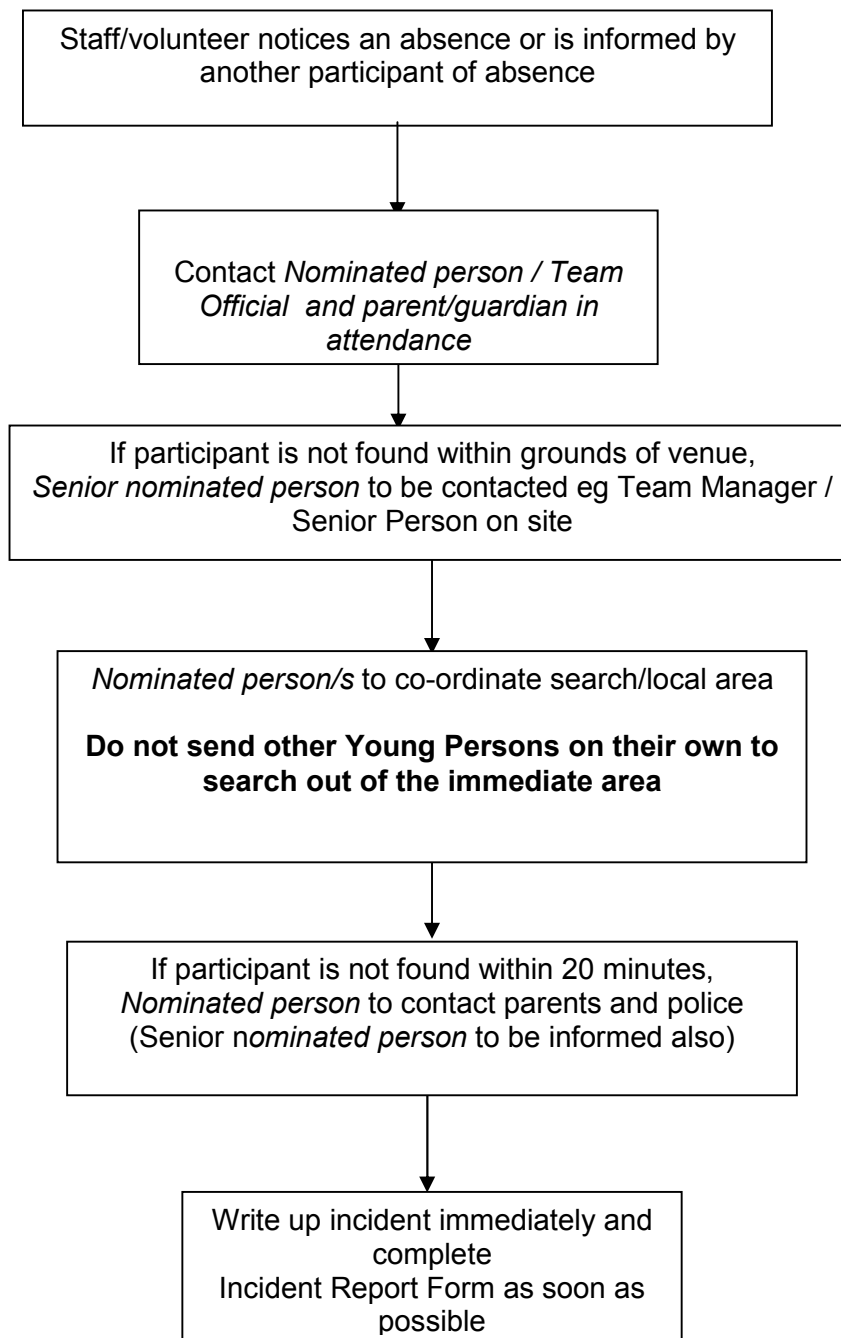 Staff/volunteer notices an absence or is informed by
another participant of absence
Contact Nominated person / Team
Official and parent/guardian in
attendance
If participant is not found within grounds of venue,
Senior nominated person to be contacted eg Team Manager /
Senior Person on site
Nominated person/s to co-ordinate search/local area
Do not send other Young Persons on their own to
search out of the immediate area
If participant is not found within 20 minutes,
Nominated person to contact parents and police
(Senior nominated person to be informed also)
Write up incident immediately and
complete
Incident Report Form as soon as
possible